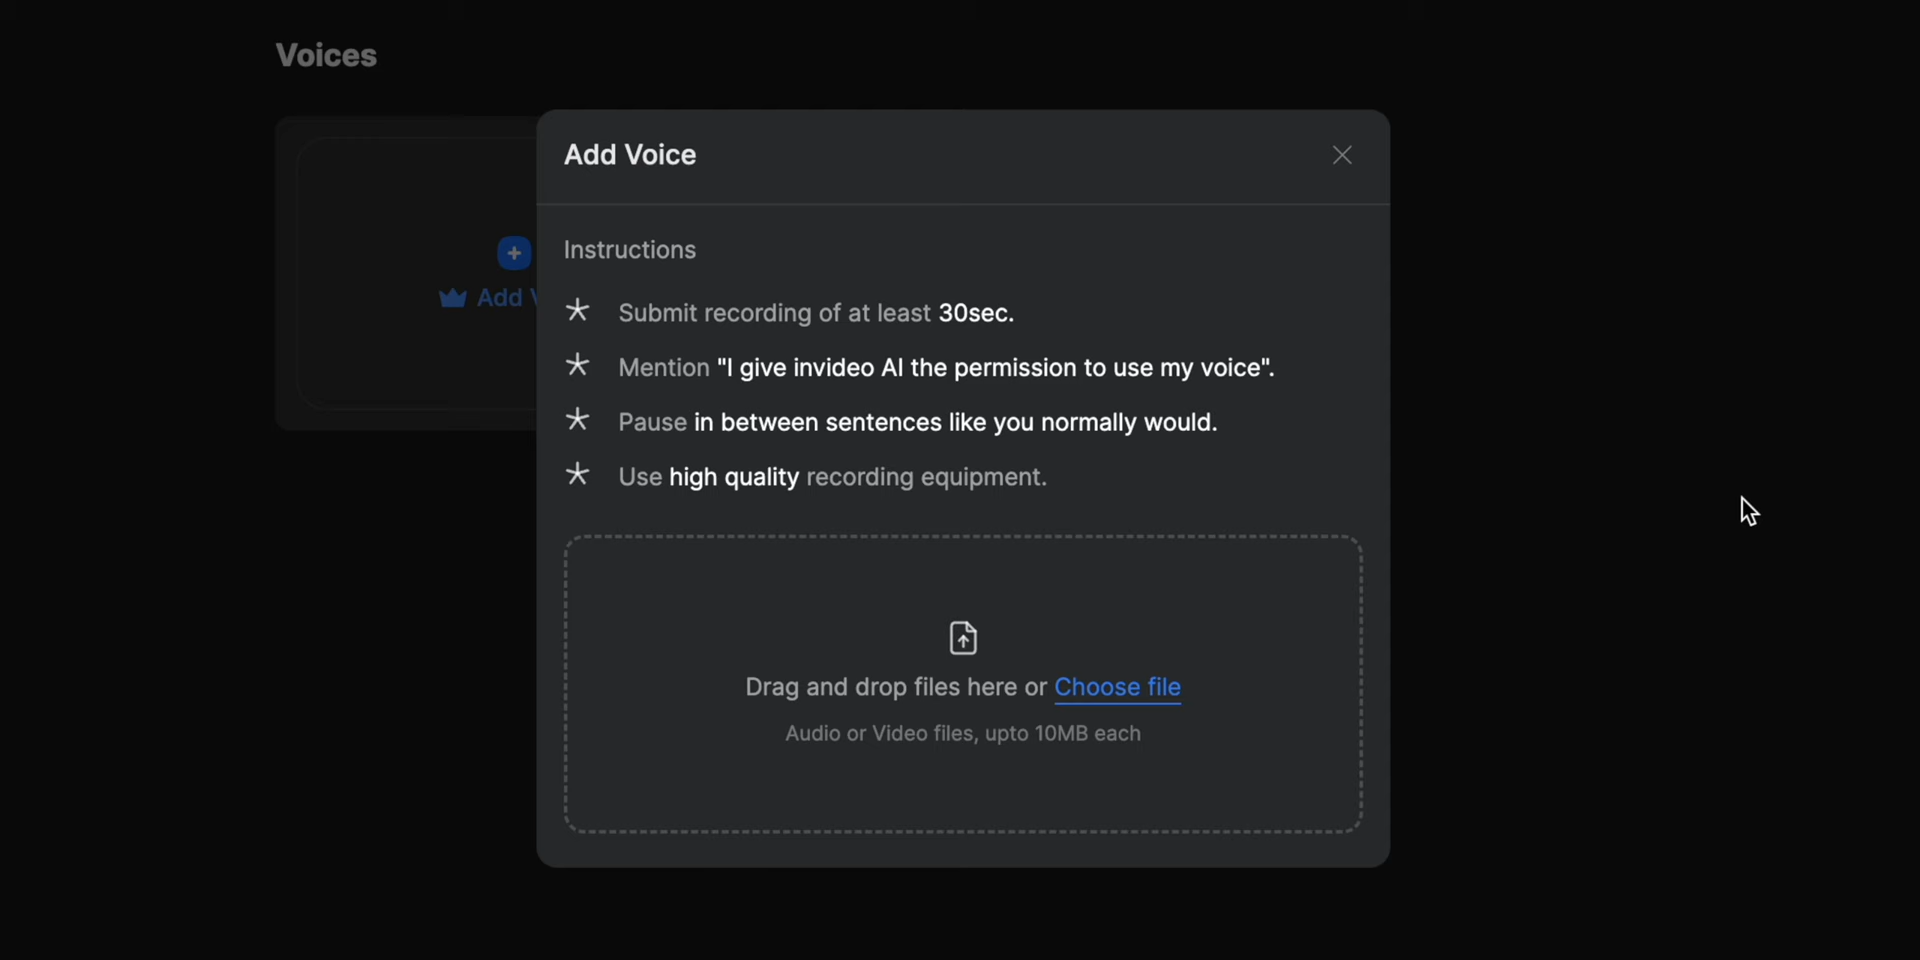 Voices
Add Voice
Instructions
Submit recording of at least 30sec.
Mention "I give invideo AI the permission to use my voice".
Pause in between sentences like you normally would.
Use high quality recording equipment.
Add
Drag and drop files here or Choose file
Audio or Video files, upto 10MB each